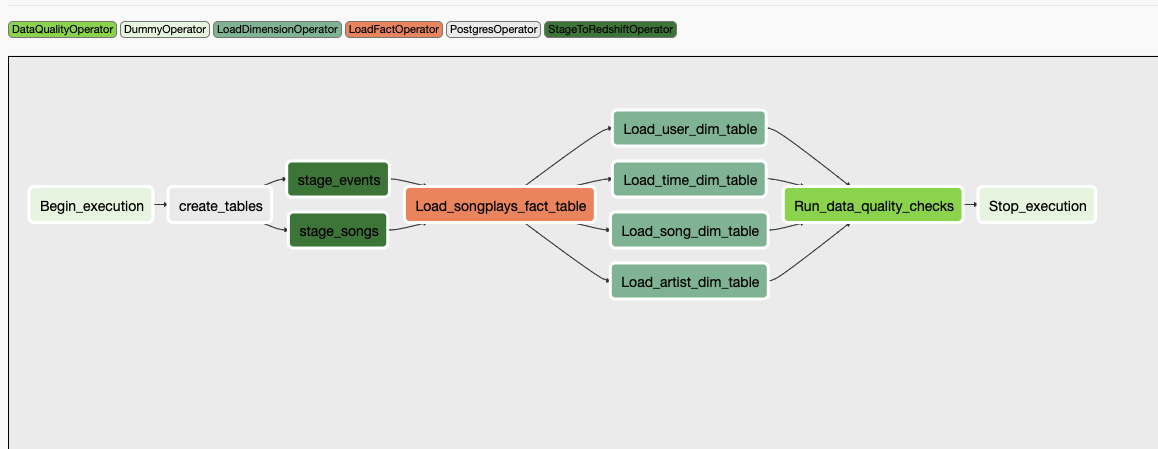 DataQualityOperator DummyOperator LoadDimensionOperator LoadFactOperator PostgresOperator StageToRedshiftOperator
Load_user_dim_table
stage_events
Load_time_dim_table
Begin_execution
create_tables
Load_songplays_fact_table
Run_data_quality_checks
Stop_execution
stage_songs
Load_song_dim_table
Load_artist_dim_table